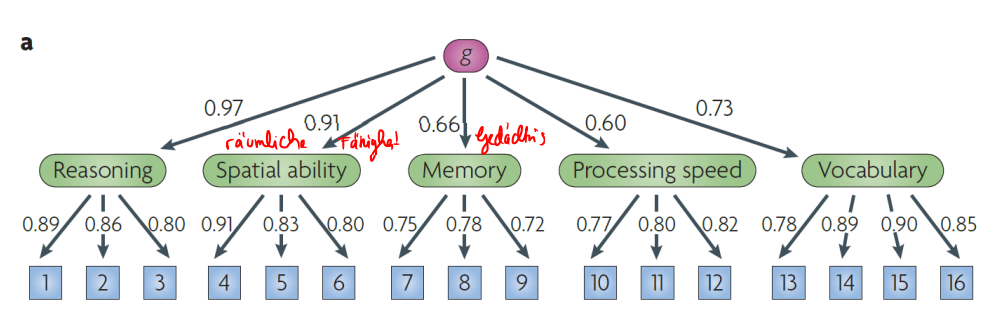 a
g
0.97 0.91 0.66 0.60 0.73
räumliche Gedächtnis
Reasoning Spatial ability Memory Processing speed Vocabulary
0.89 0.86 0.80 0.91 0.83 0.80 0.75 0.78 0.72 0.77 0.80 0.82 0.78 0.89 0.90 0.85
1 2 3 4 5 6 7 8 9 10 11 12 13 14 15 16